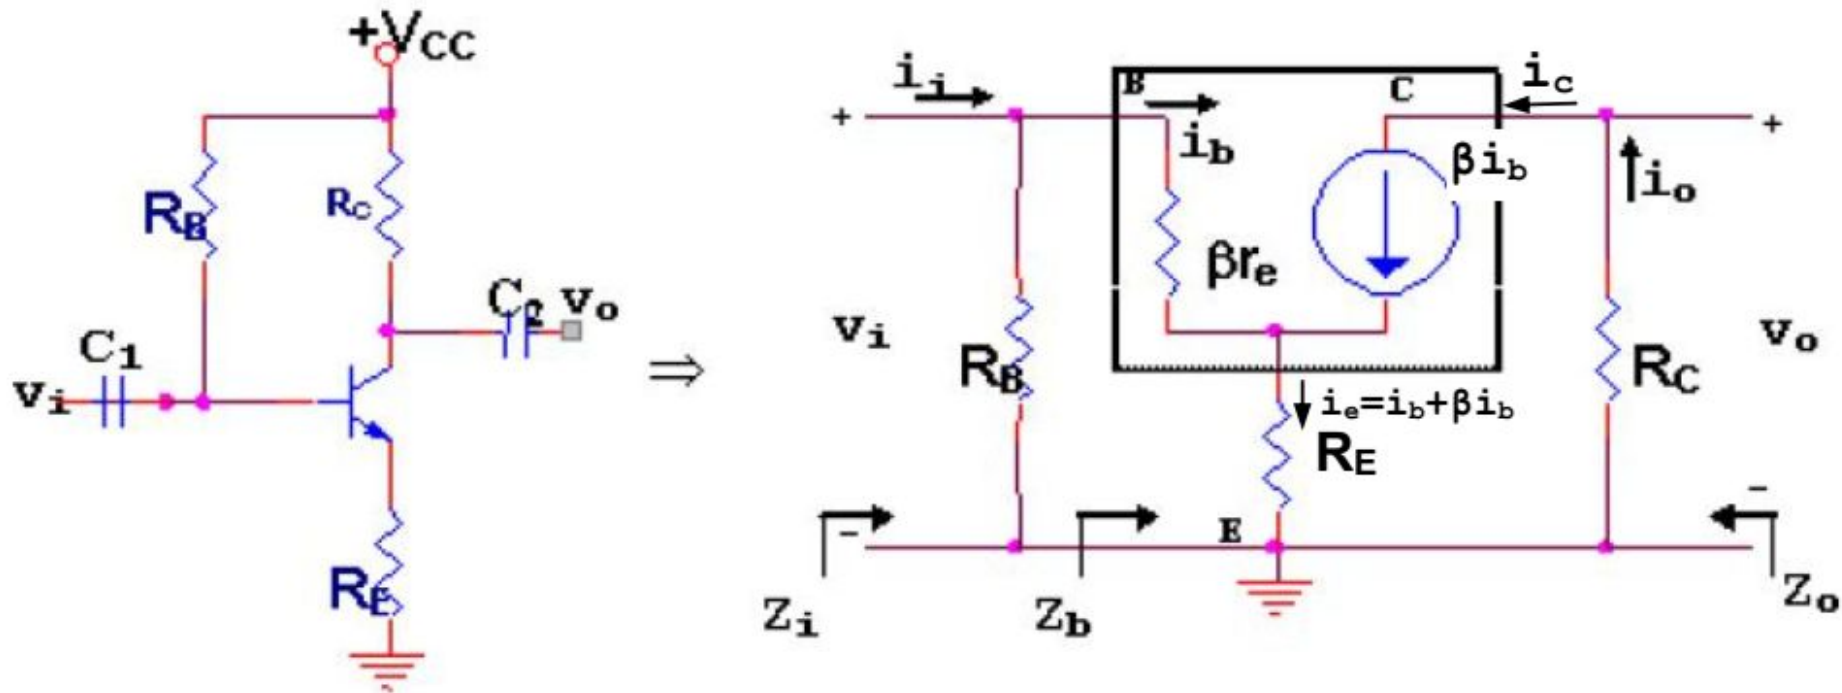 +VCC
RB
RC
C1
C2 vo
vi
RE
⇒
ii
B
C
ic
+
ib
βib
+
io
βre
vi
RB
RC
vo
ie=ib+βib
RE
-
E
-
Zi
Zb
Zo